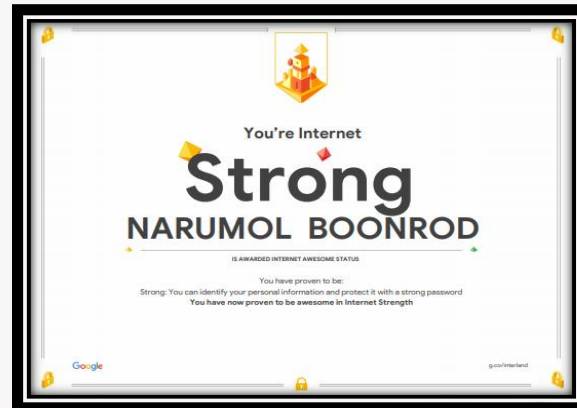 You're Internet
Strong
NARUMOL BOONROD
IS AWARDED INTERNET AWESOME STATUS
You have proven to be:
Strong: You can identify your personal information and protect it with a strong password
You have now proven to be awesome in Internet Strength
Google
g.co/interland